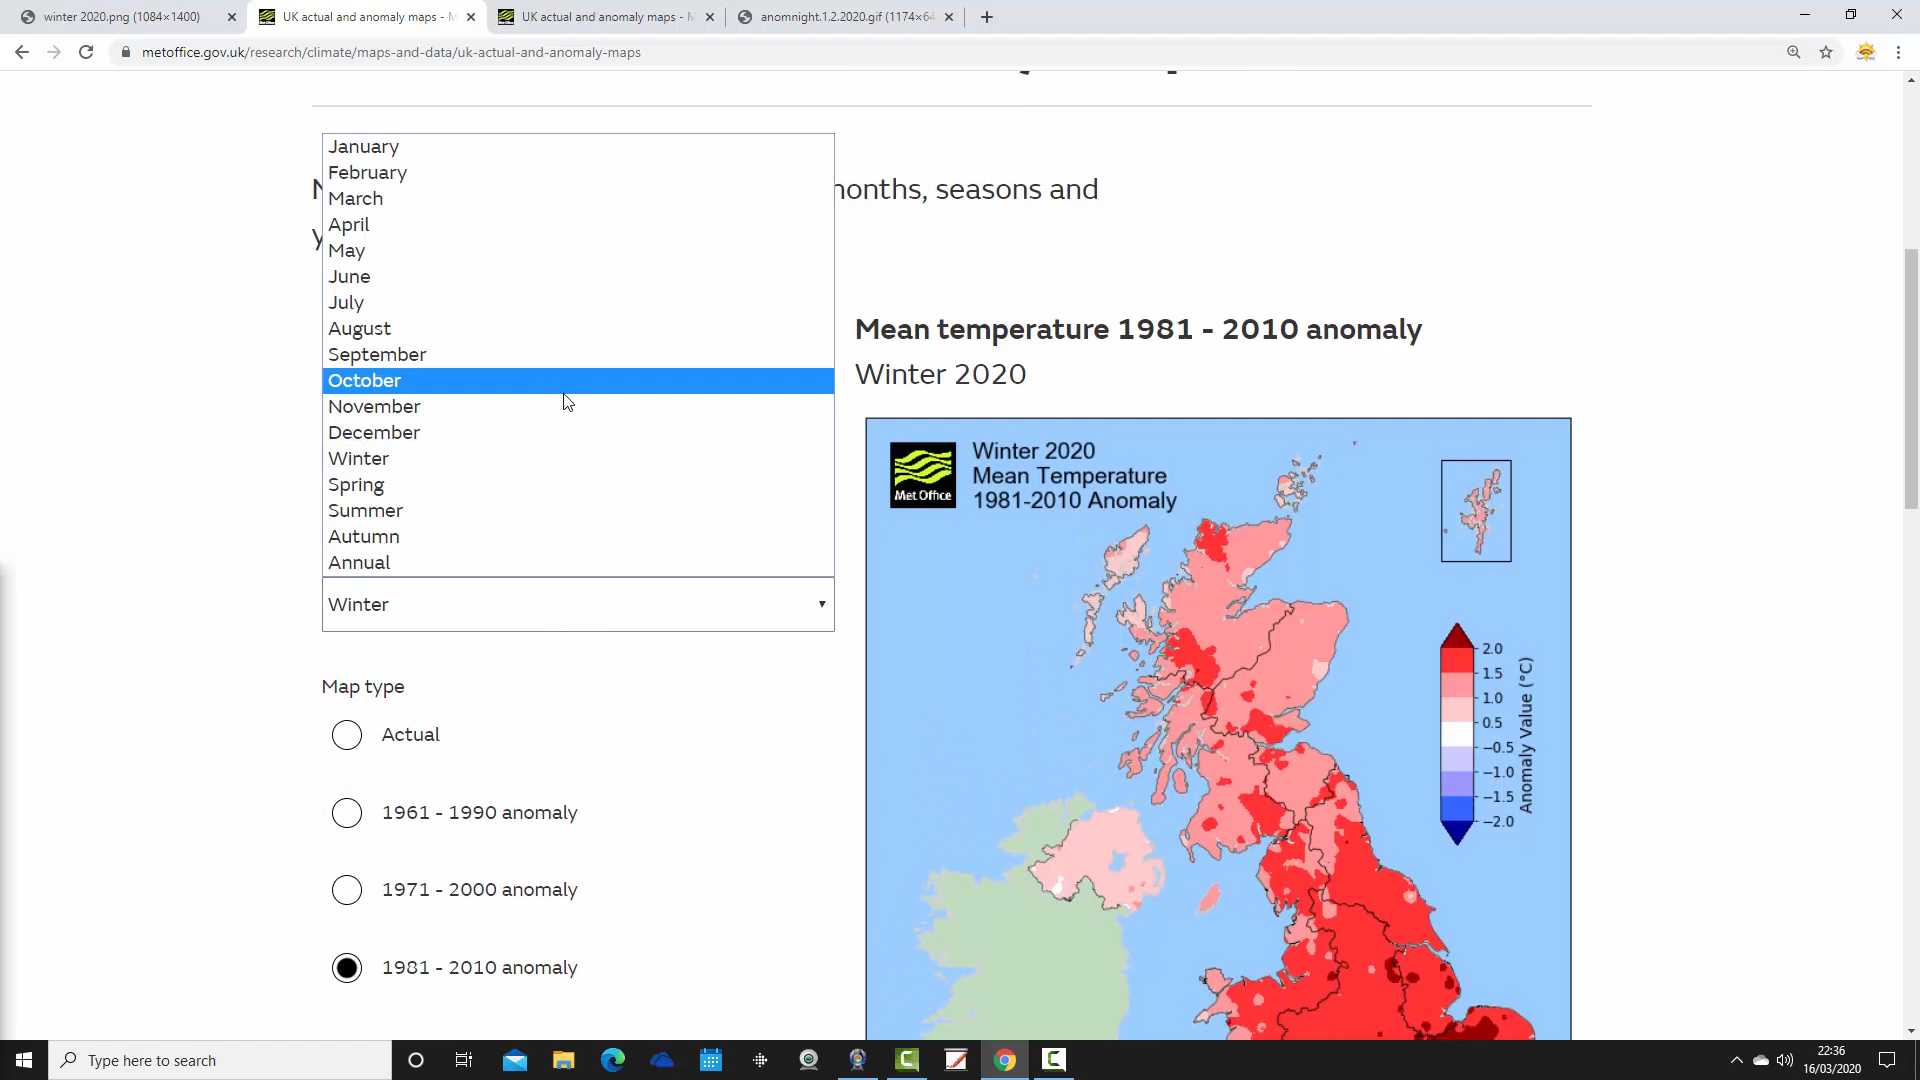 winter 2020.png (1084×1400)
UK actual and anomaly maps - M
UK actual and anomaly maps - M
anomnight.1.2.2020.gif (1174×64
metoffice.gov.uk/research/climate/maps-and-data/uk-actual-and-anomaly-maps
January
February
March
April
May
June
July
August
September
October
November
December
Winter
Spring
Summer
Autumn
Annual
Winter
months, seasons and
Map type
Actual
1961 - 1990 anomaly
1971 - 2000 anomaly
1981 - 2010 anomaly
Mean temperature 1981 - 2010 anomaly
Winter 2020
Met Office
Winter 2020
Mean Temperature
1981-2010 Anomaly
2.0
1.5
1.0
0.5
−0.5
−1.0
−1.5
−2.0
Anomaly Value (°C)
Type here to search
22:36
16/03/2020